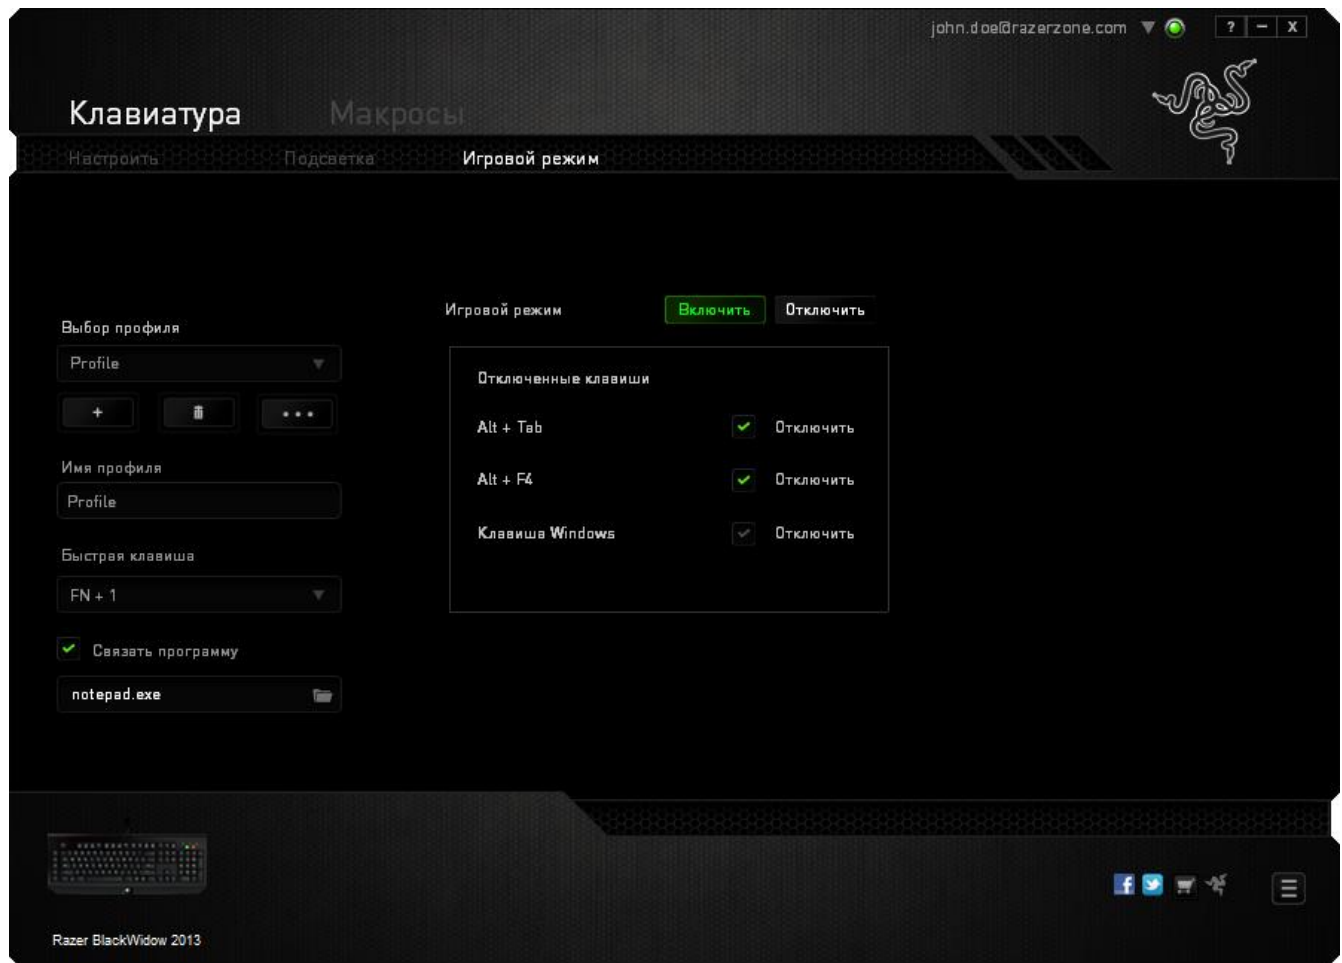 john.doe@razerzone.com
? – X
Клавиатура
Макросы
Настроить
Подсветка
Игровой режим
Выбор профиля
Profile
+
Имя профиля
Profile
Быстрая клавиша
FN + 1
Связать программу
notepad.exe
Игровой режим
Включить
Отключить
Отключенные клавиши
Alt + Tab
Отключить
Alt + F4
Отключить
Клавиша Windows
Отключить
Razer BlackWidow 2013